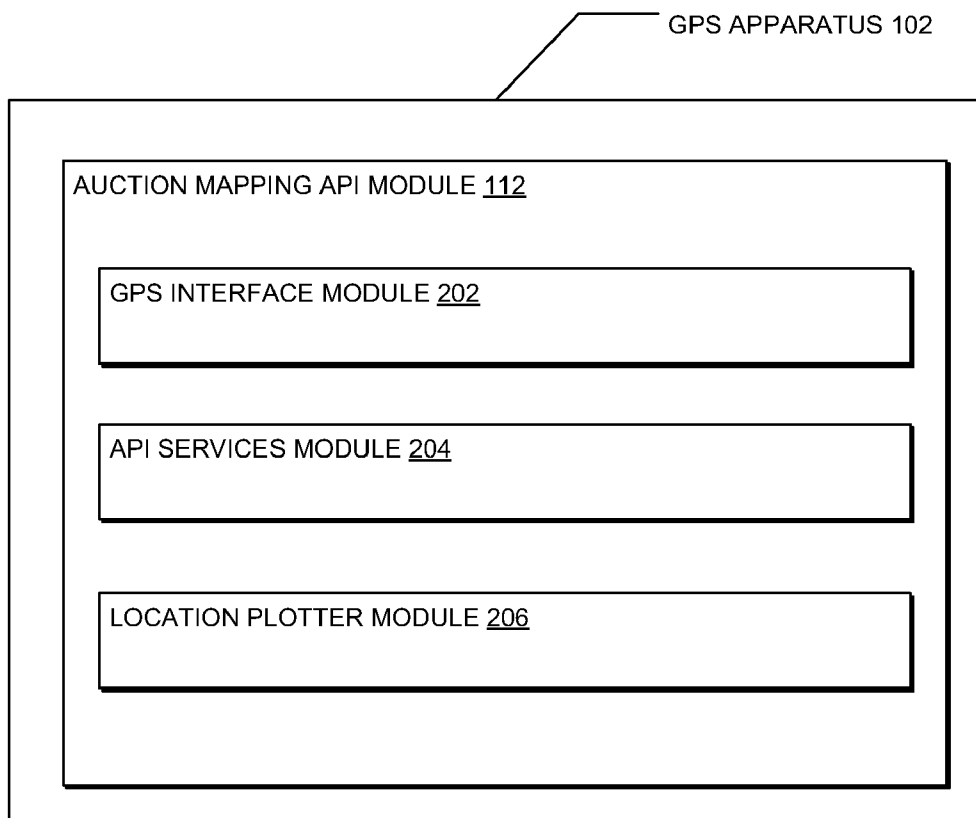 GPS APPARATUS 102
AUCTION MAPPING API MODULE 112
GPS INTERFACE MODULE 202
API SERVICES MODULE 204
LOCATION PLOTTER MODULE 206